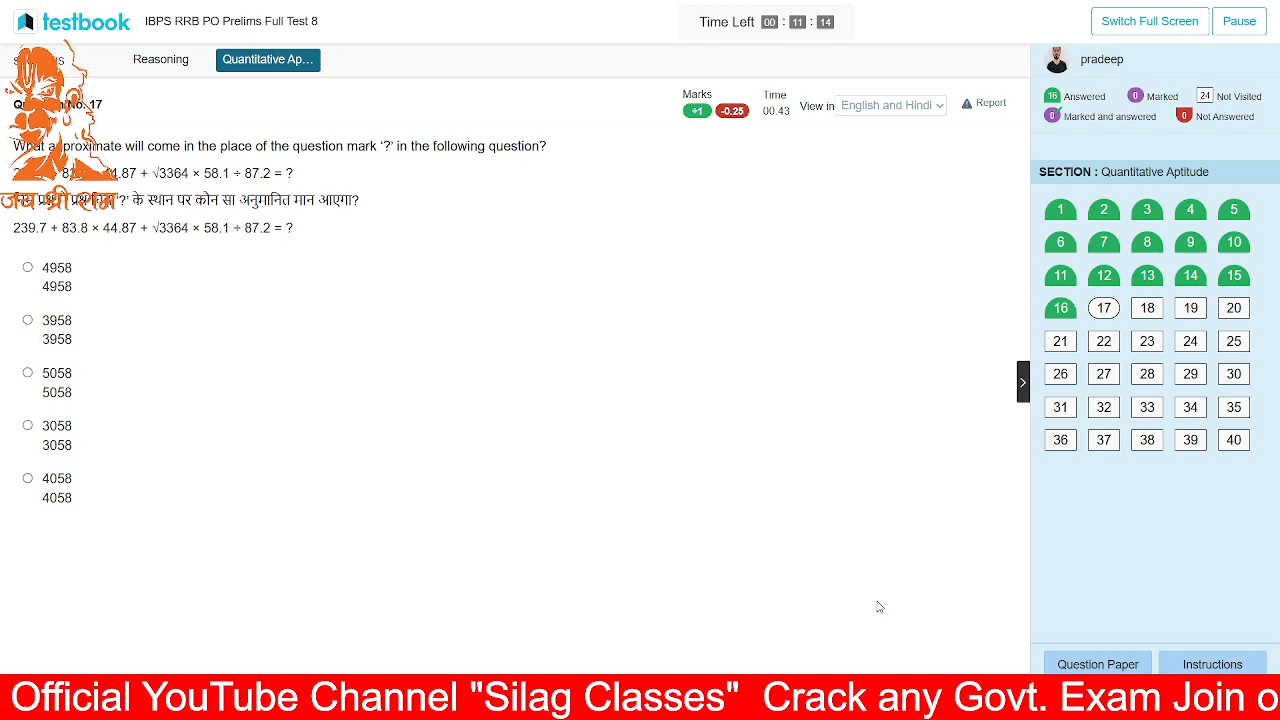 testbook
IBPS RRB PO Prelims Full Test 8
Time Left 00 : 11 : 14
Switch Full Screen
Pause
Reasoning
Quantitative Ap...
pradeep
No. 17
Marks
+1 -0.25
Time
00:43
View in English and Hindi
Report
16 Answered
0 Marked
24 Not Visited
0 Marked and answered
0 Not Answered
What approximate will come in the place of the question mark '?' in the following question?
.87 + √3364 × 58.1 ÷ 87.2 = ?
'?' के स्थान पर कोन सा अनुमानित मान आएगा?
जय श्री राम
239.7 + 83.8 × 44.87 + √3364 × 58.1 ÷ 87.2 = ?
4958
4958
3958
3958
5058
5058
3058
3058
4058
4058
SECTION : Quantitative Aptitude
1 2 3 4 5
6 7 8 9 10
11 12 13 14 15
16 17 18 19 20
21 22 23 24 25
26 27 28 29 30
31 32 33 34 35
36 37 38 39 40
Question Paper
Instructions
Official YouTube Channel "Silag Classes" Crack any Govt. Exam Join o